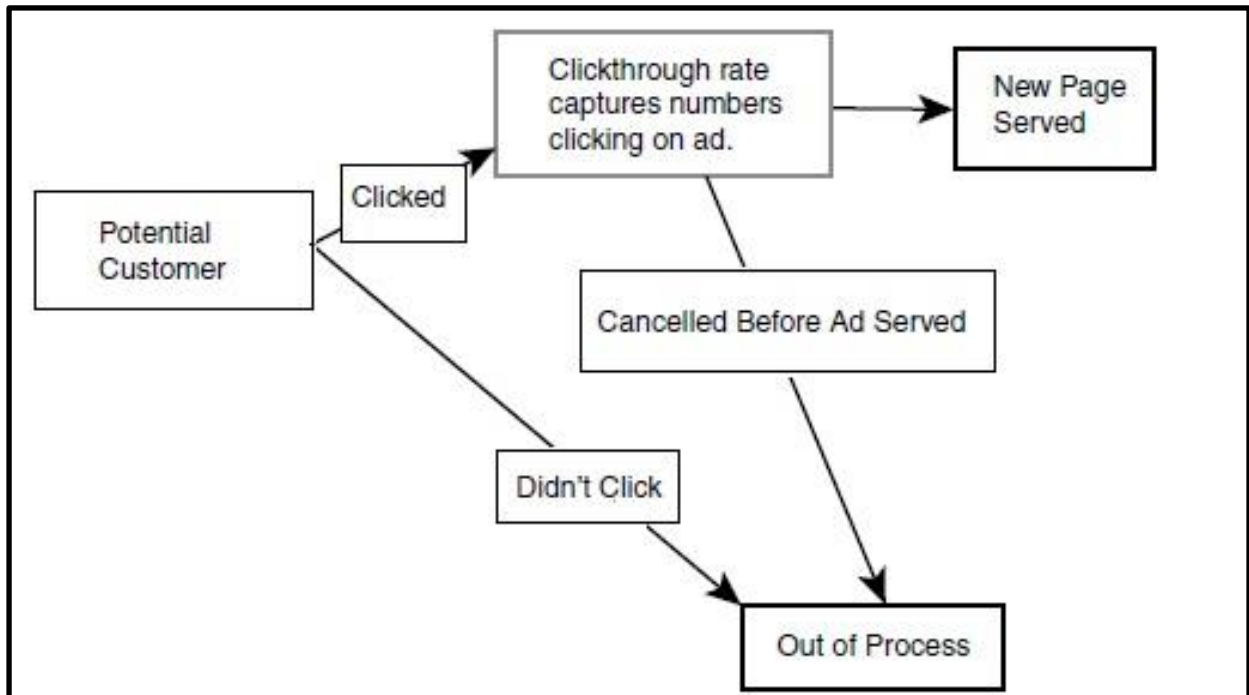 Clickthrough rate
captures numbers
clicking on ad.
New Page
Served
Clicked
Potential
Customer
Cancelled Before Ad Served
Didn't Click
Out of Process